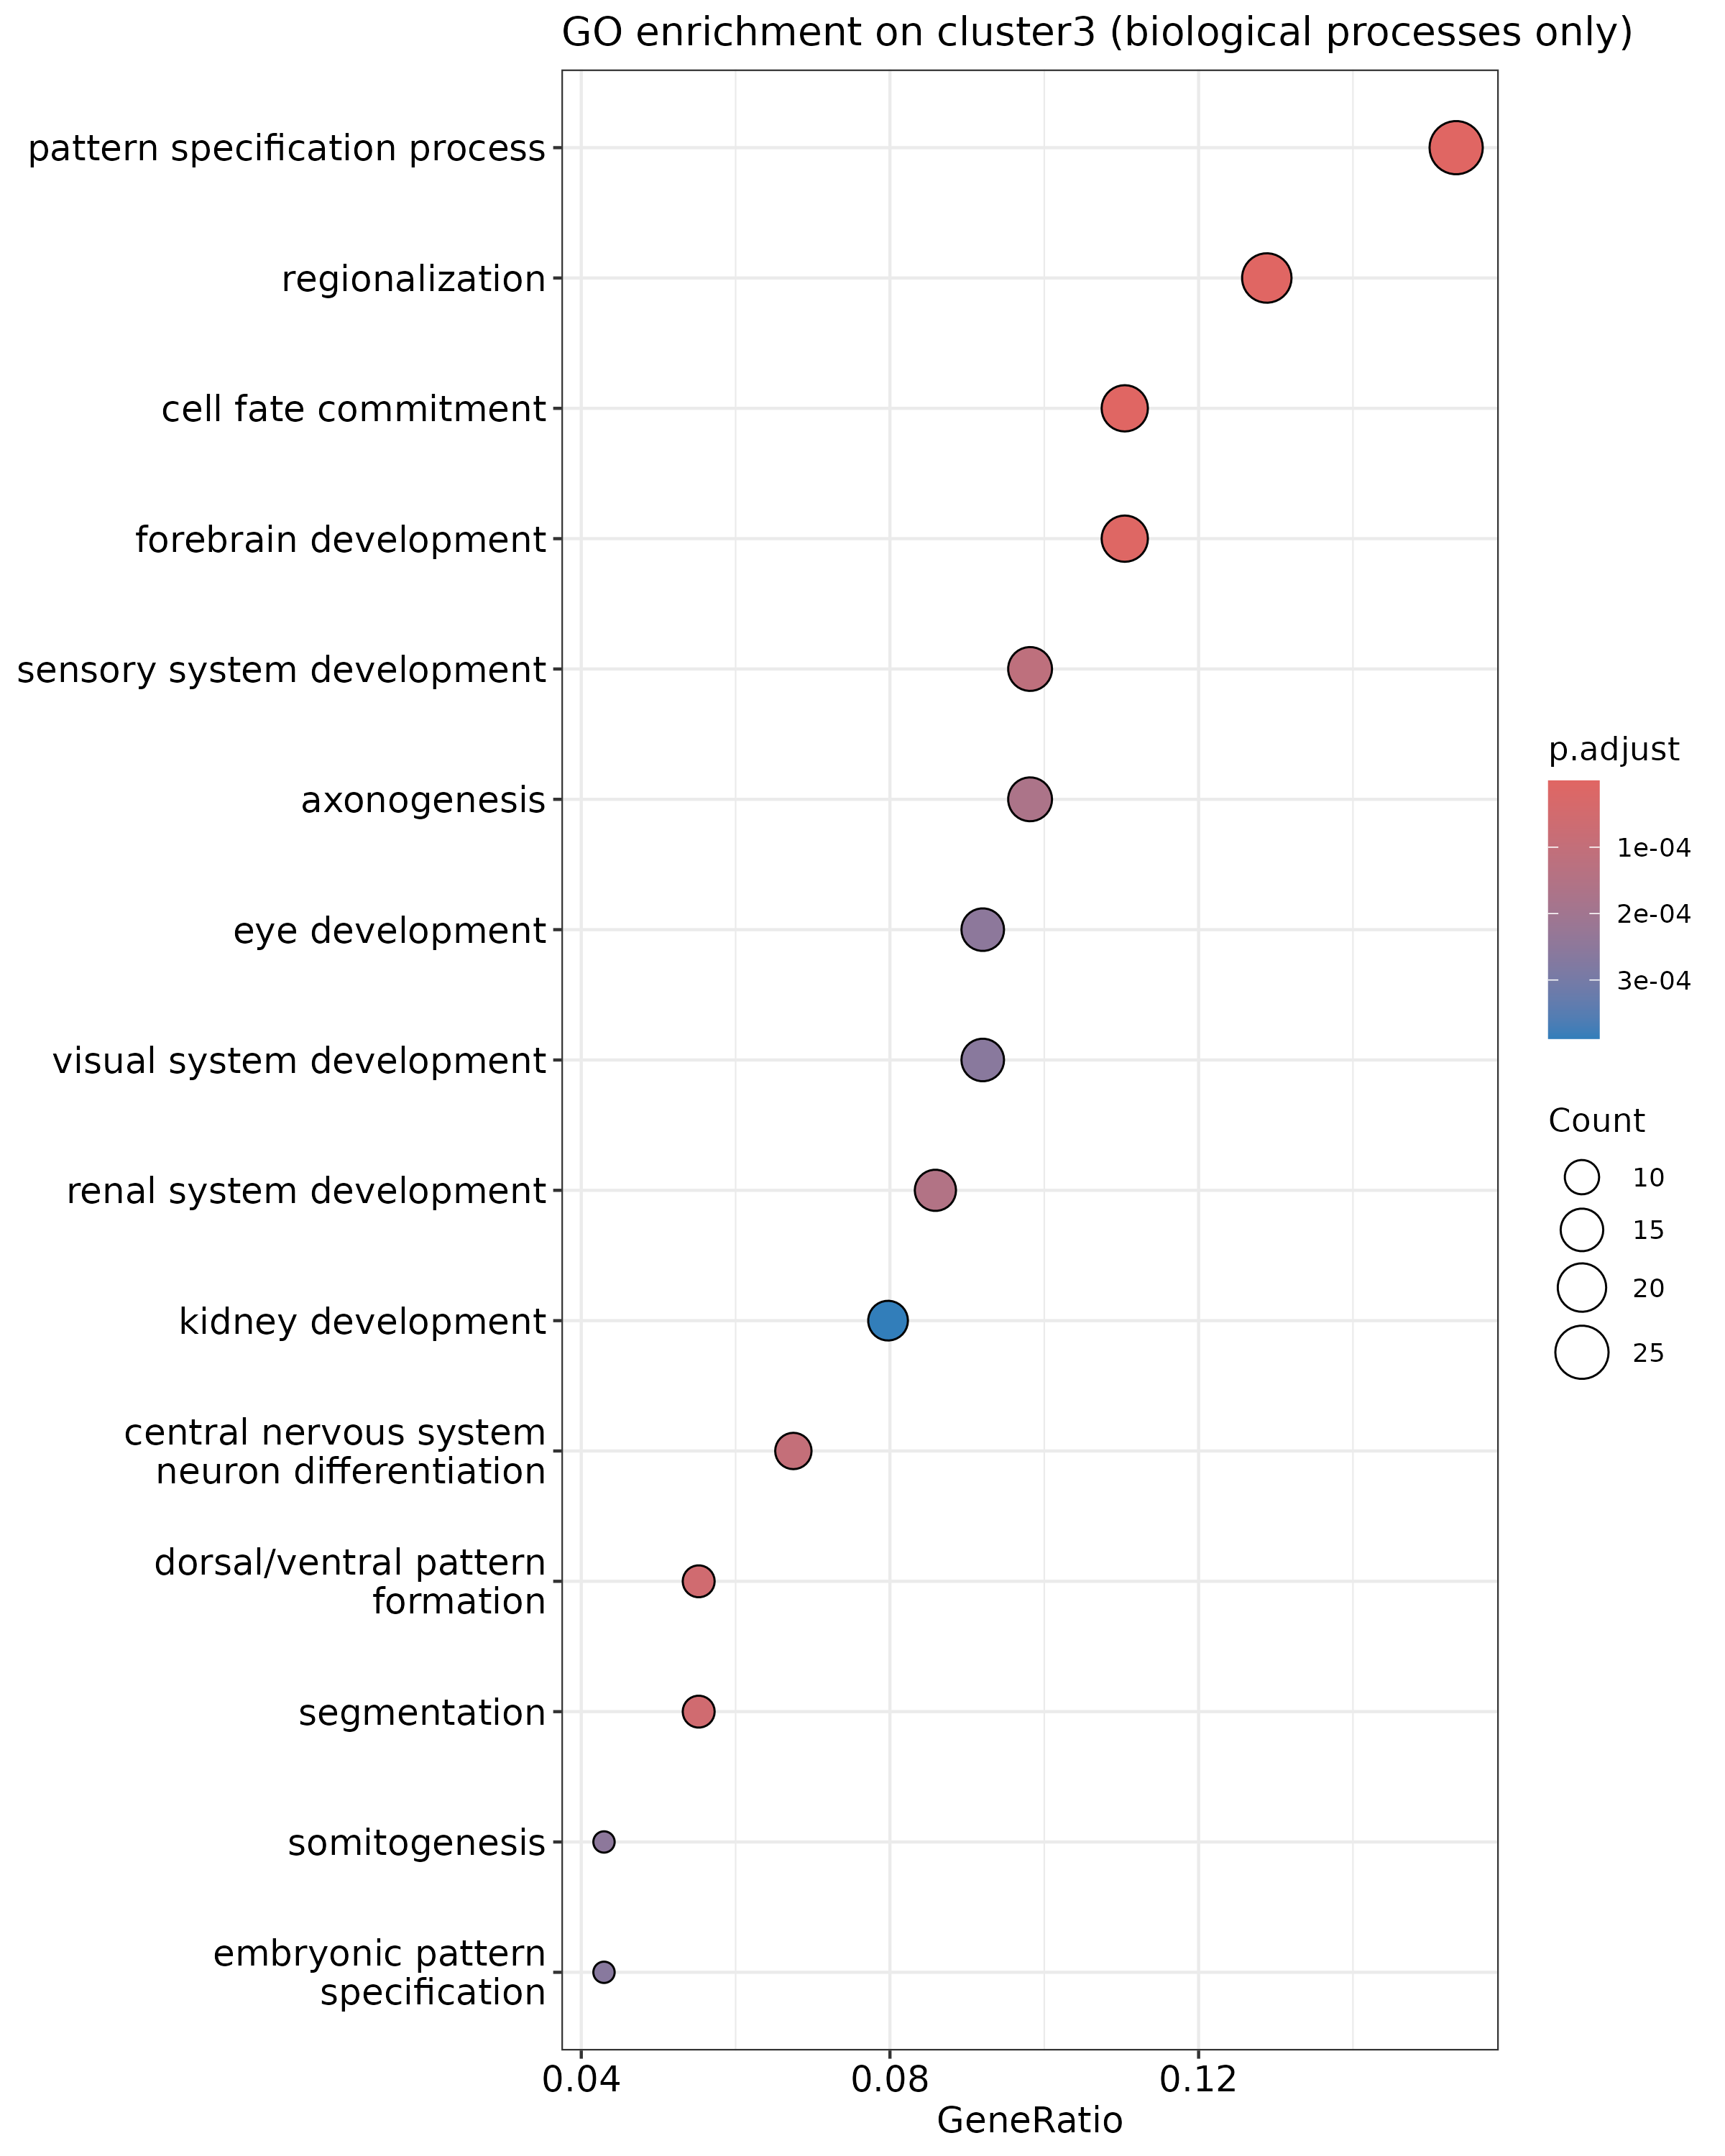 GO enrichment on cluster3 (biological processes only)
pattern specification process
regionalization
cell fate commitment
forebrain development
sensory system development
axonogenesis
eye development
visual system development
renal system development
kidney development
central nervous system
neuron differentiation
dorsal/ventral pattern
formation
segmentation
somitogenesis
embryonic pattern
specification
0.04
0.08
0.12
GeneRatio
p.adjust
1e-04
2e-04
3e-04
Count
10
15
20
25